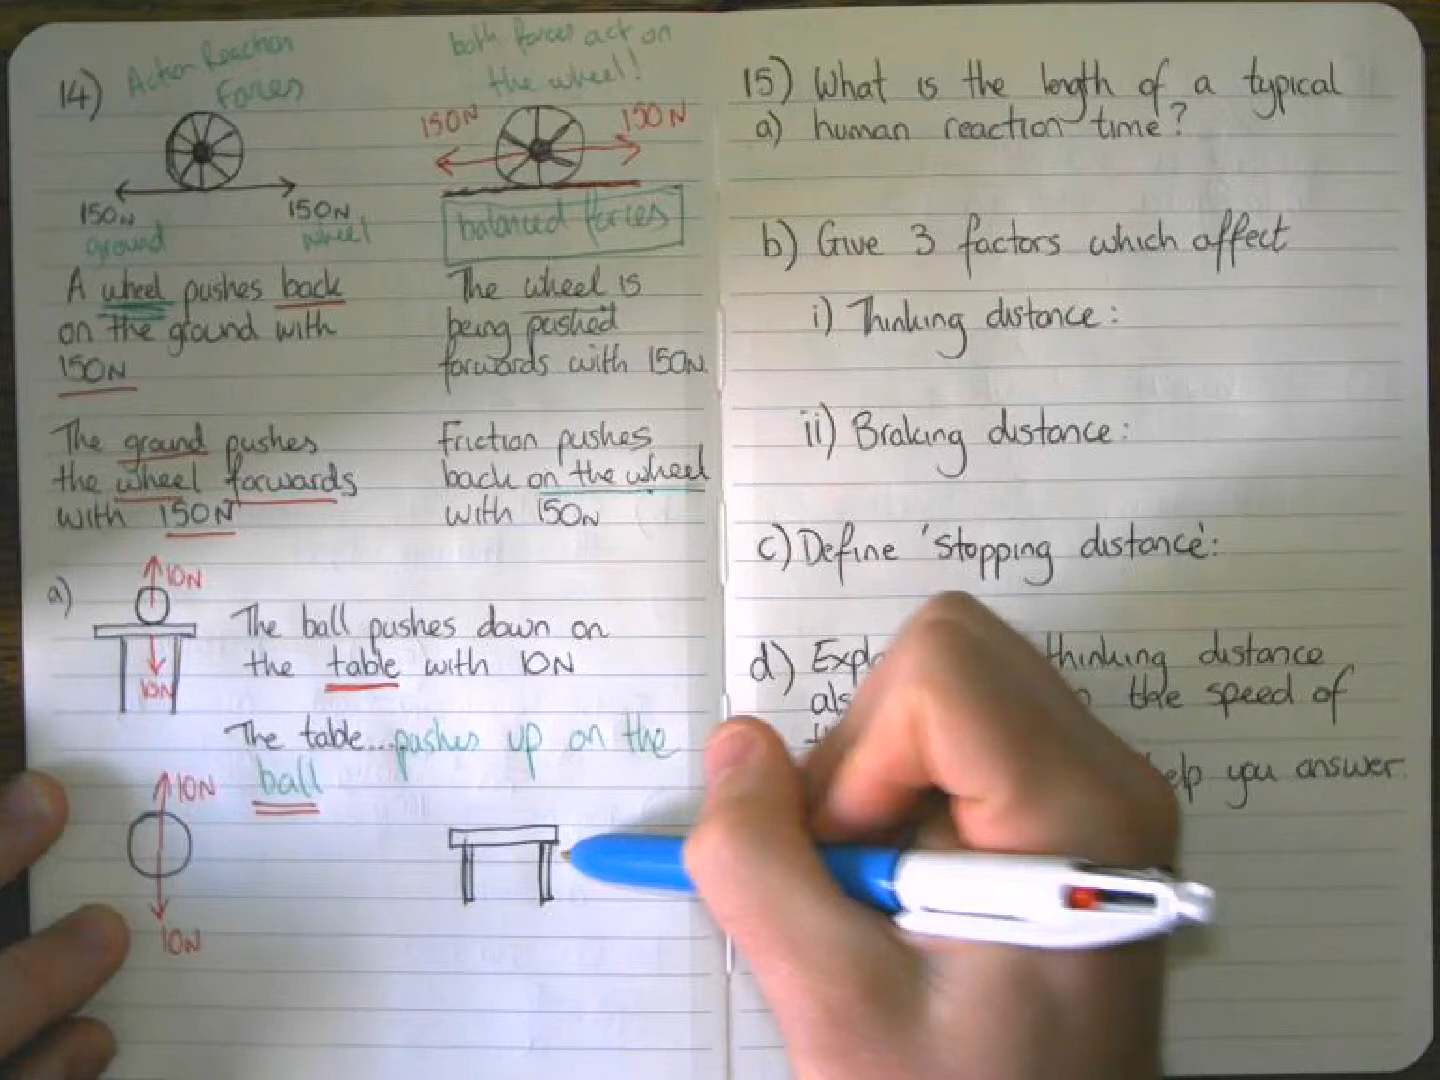 14) Action Reaction
Forces
both forces act on
the wheel!
150N 150N
150N 150N
ground wheel
balanced forces
A wheel pushes back
on the ground with
150N
The wheel is
being pushed
forwards with 150N
The ground pushes
the wheel forwards
with 150N
Friction pushes
back on the wheel
with 150N
a) 10N
10N
The ball pushes down on
the table with 10N
The table... pushes up on the
ball
10N
10N
15) What is the length of a typical
a) human reaction time?
b) Give 3 factors which affect
i) Thinking distance:
ii) Braking distance:
c) Define 'stopping distance':
d) thinking distance
the speed of
you answer